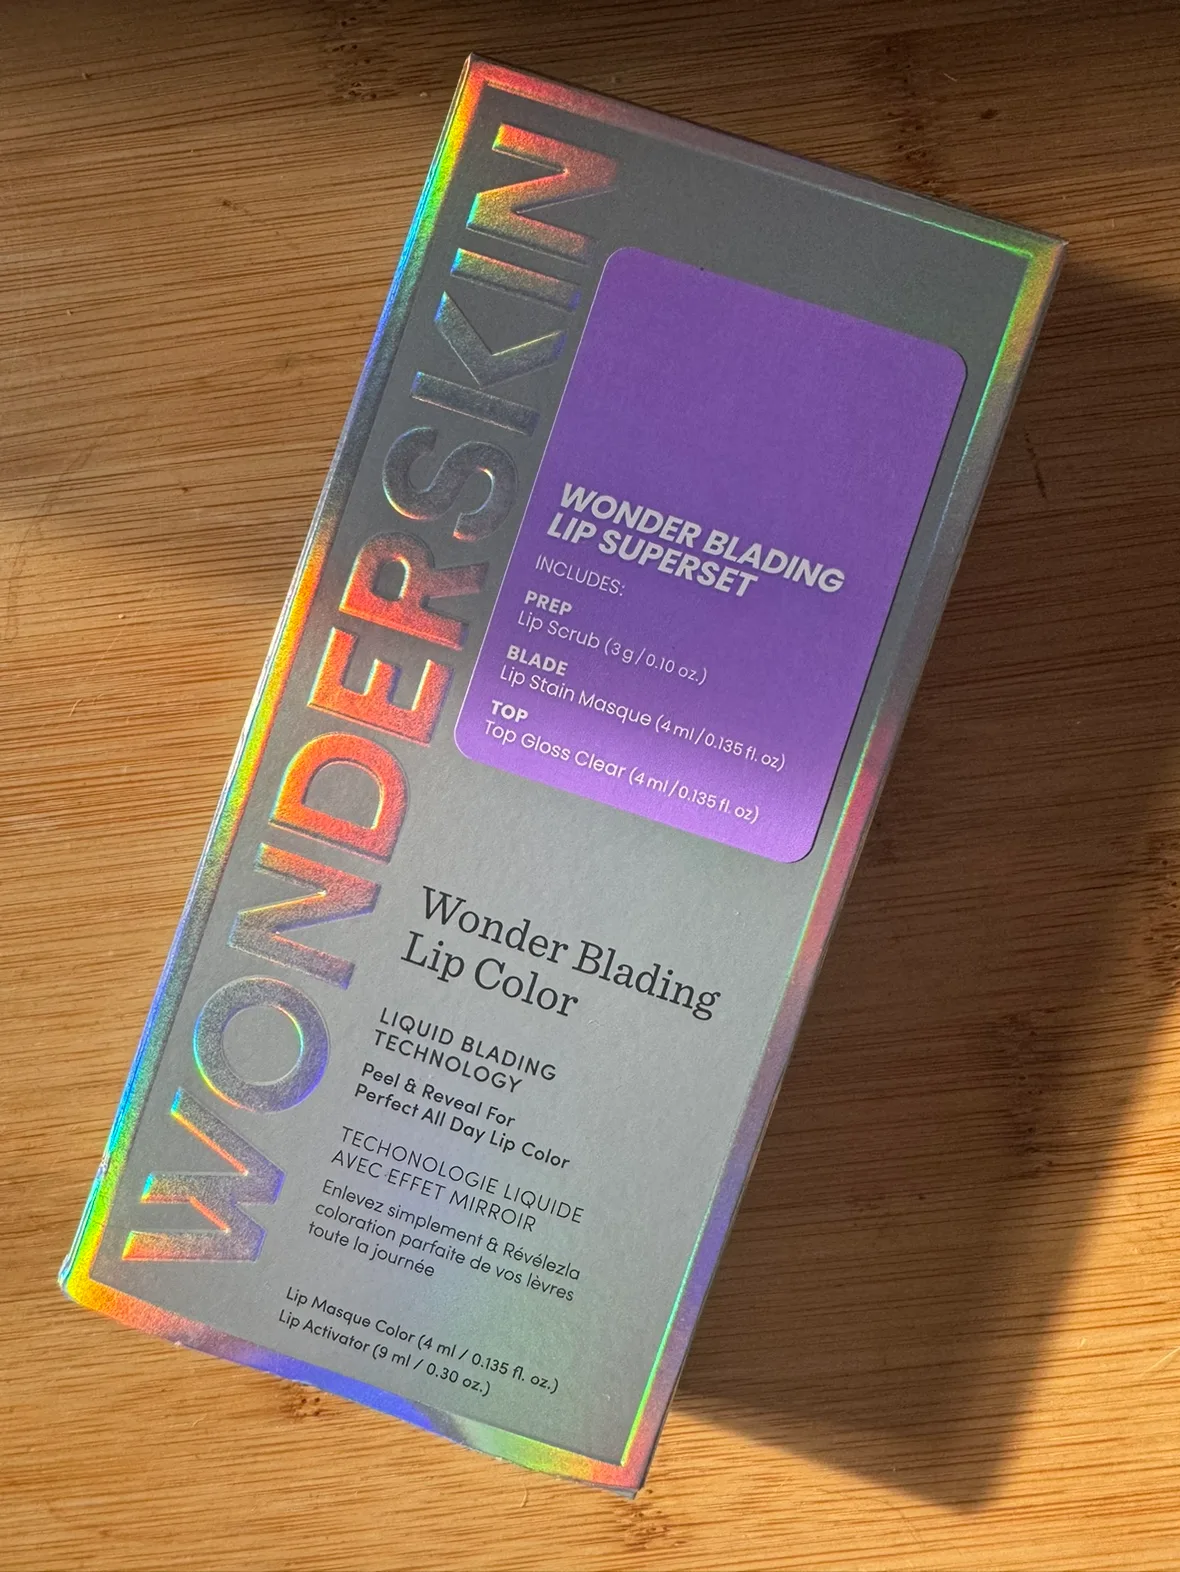 WONDERSKIN
WONDER BLADING
LIP SUPERSET
INCLUDES:
PREP
Lip Scrub (3 g / 0.10 oz.)
BLADE
Lip Stain Masque (4 ml / 0.135 fl. oz)
TOP
Top Gloss Clear (4 ml / 0.135 fl. oz)
Wonder Blading
Lip Color
LIQUID BLADING
TECHNOLOGY
Peel & Reveal For
Perfect All Day Lip Color
TECHONOLOGIE LIQUIDE
AVEC EFFET MIRROIR
Enlevez simplement & Révélezla
coloration parfaite de vos lèvres
toute la journée
Lip Masque Color (4 ml / 0.135 fl. oz.)
Lip Activator (9 ml / 0.30 oz.)